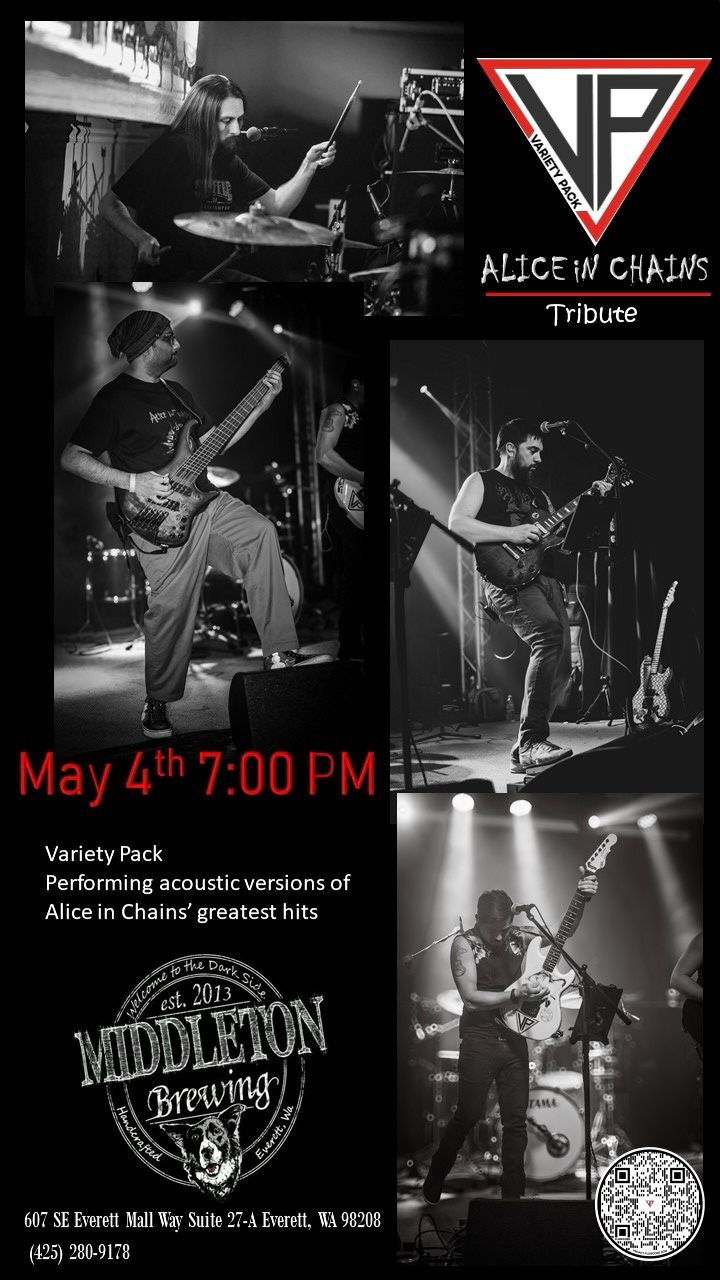 VP
VARIETY PACK
ALICE iN CHAINS
Tribute
May 4th 7:00 PM
Variety Pack
Performing acoustic versions of
Alice in Chains’ greatest hits
Welcome to the Dark Side
est. 2013
MIDDLETON
Brewing
Handcrafted
Everett, Wa
607 SE Everett Mall Way Suite 27-A Everett, WA 98208
(425) 280-9178
TAMA
VP